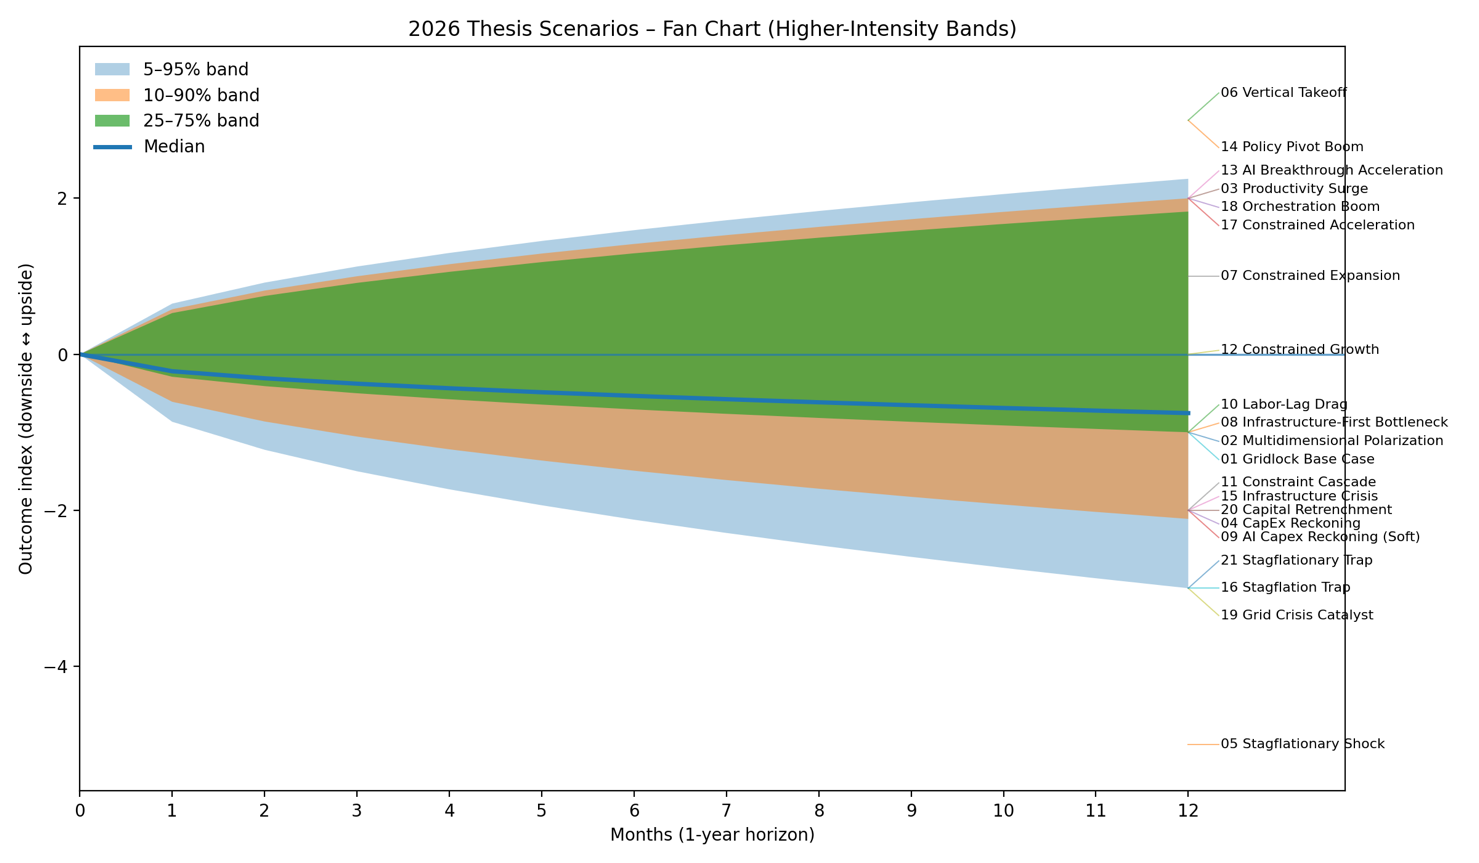 2026 Thesis Scenarios – Fan Chart (Higher-Intensity Bands)
5–95% band
10–90% band
25–75% band
Median
Outcome index (downside ↔ upside)
2
0
−2
−4
06 Vertical Takeoff
14 Policy Pivot Boom
13 AI Breakthrough Acceleration
03 Productivity Surge
18 Orchestration Boom
17 Constrained Acceleration
07 Constrained Expansion
12 Constrained Growth
10 Labor-Lag Drag
08 Infrastructure-First Bottleneck
02 Multidimensional Polarization
01 Gridlock Base Case
11 Constraint Cascade
15 Infrastructure Crisis
20 Capital Retrenchment
04 CapEx Reckoning
09 AI Capex Reckoning (Soft)
21 Stagflationary Trap
16 Stagflation Trap
19 Grid Crisis Catalyst
05 Stagflationary Shock
0 1 2 3 4 5 6 7 8 9 10 11 12
Months (1-year horizon)